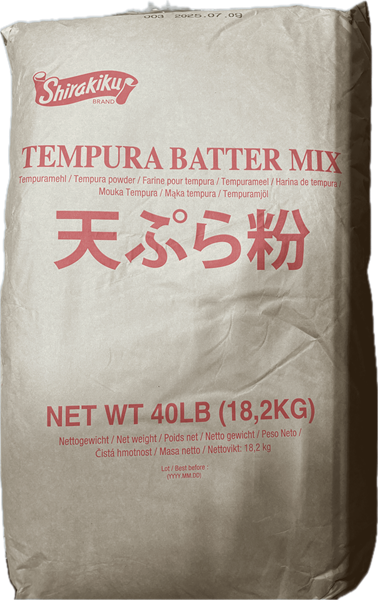 003 2025.07.09
Shirakiku
BRAND
TEMPURA BATTER MIX
Tempuramehl / Tempura powder / Farine pour tempura / Tempurameel / Harina de tempura /
Mouka Tempura / Mąka tempura / Tempuramjöl
天ぷら粉
NET WT 40LB (18,2KG)
Nettogewicht / Net weight / Poids net / Netto gewicht / Peso Neto /
Čistá hmotnost / Masa netto / Nettovikt: 18,2 kg
Lot / Best before :
(YYYY.MM.DD)